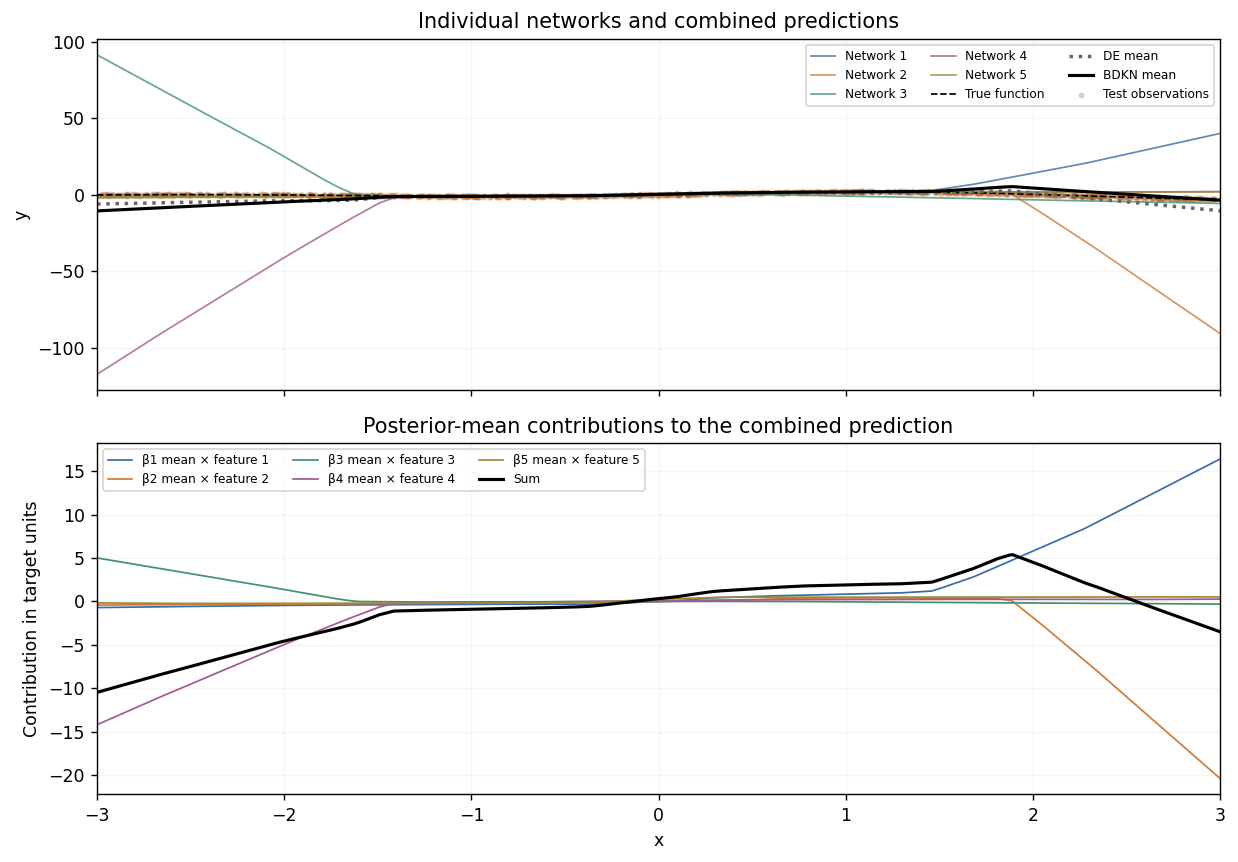 Individual networks and combined predictions
100
50
0
−50
−100
y
Network 1
Network 2
Network 3
Network 4
Network 5
True function
DE mean
BDKN mean
Test observations
Posterior-mean contributions to the combined prediction
15
10
5
0
−5
−10
−15
−20
Contribution in target units
β1 mean × feature 1
β2 mean × feature 2
β3 mean × feature 3
β4 mean × feature 4
β5 mean × feature 5
Sum
−3 −2 −1 0 1 2 3
x